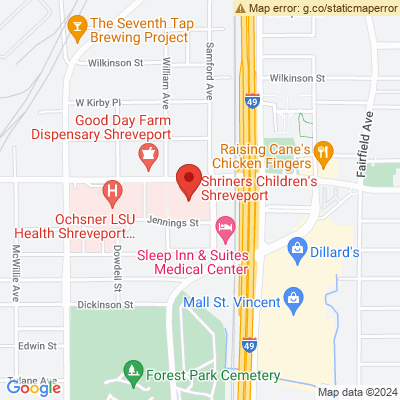 Map error: g.co/staticmaperror
The Seventh Tap
Brewing Project
Wilkinson St
Wilkinson St
William Ave
Samford Ave
W Kirby Pl
49
Fairfield Ave
Good Day Farm
Dispensary Shreveport
Raising Cane's
Chicken Fingers
H
Shriners Children's
Shreveport
Ochsner LSU
Health Shreveport...
Jennings St
McWillie Ave
Dowdell St
Sleep Inn & Suites
Medical Center
Dillard's
Mall St. Vincent
Dickinson St
Edwin St
49
Forest Park Cemetery
Tulane Ave
Google
Map data ©2024